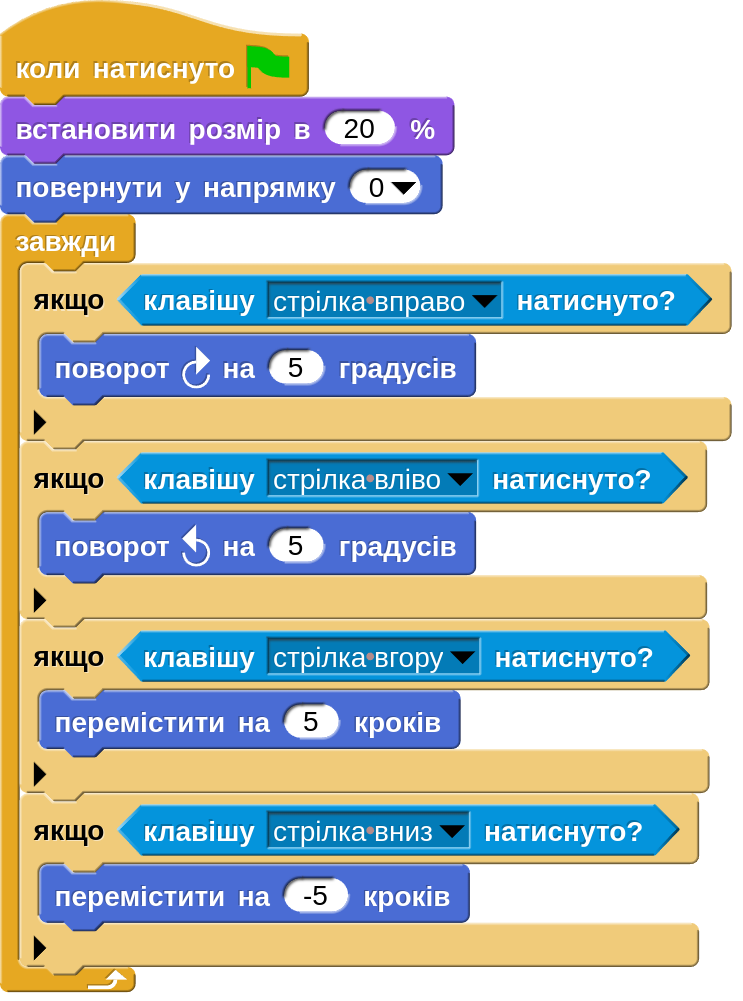 коли натиснуто
встановити розмір в 20 %
повернути у напрямку 0
завжди
якщо клавішу стрілка вправо натиснуто?
поворот на 5 градусів
якщо клавішу стрілка вліво натиснуто?
поворот на 5 градусів
якщо клавішу стрілка вгору натиснуто?
перемістити на 5 кроків
якщо клавішу стрілка вниз натиснуто?
перемістити на -5 кроків